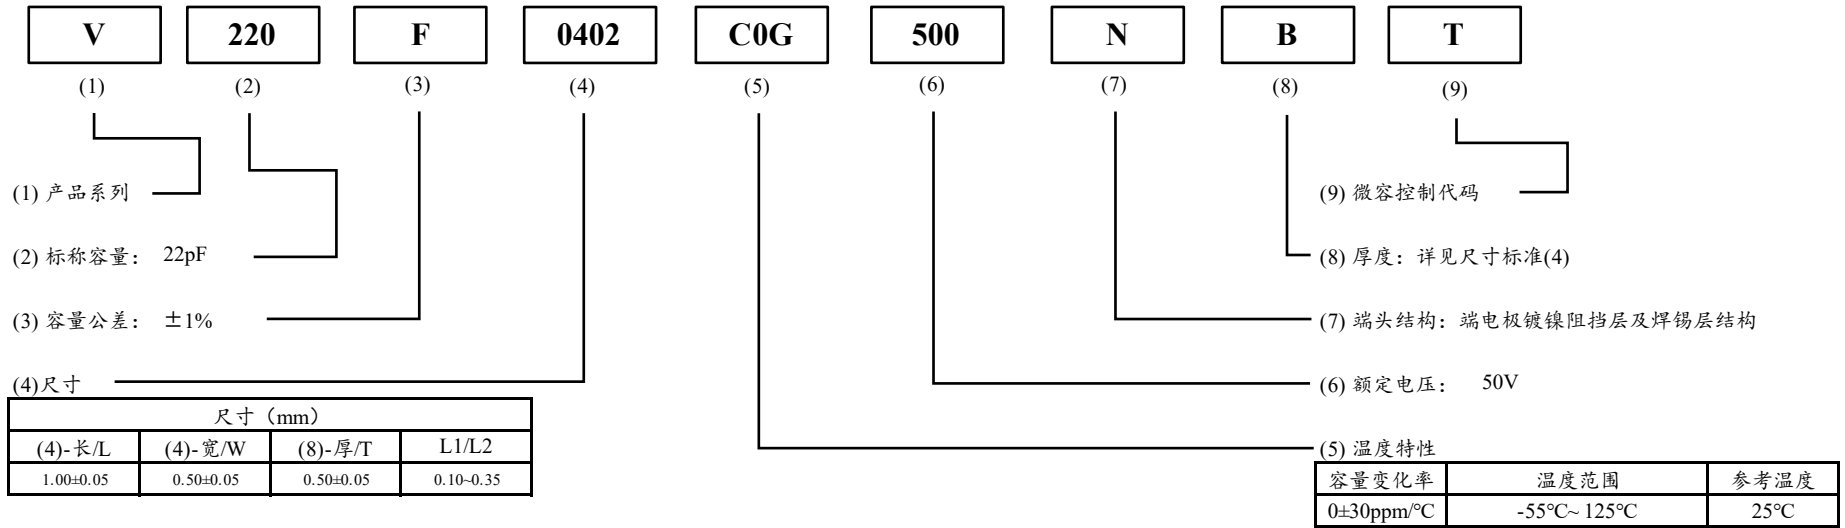 V 220 F 0402 C0G 500 N B T
(1) (2) (3) (4) (5) (6) (7) (8) (9)
(1) 产品系列
(9) 微容控制代码
(2) 标称容量： 22pF
(8) 厚度：详见尺寸标准(4)
(3) 容量公差： ±1%
(7) 端头结构：端电极镀镍阻挡层及焊锡层结构
(4)尺寸
(6) 额定电压： 50V
尺寸（mm）
(4)-长/L (4)-宽/W (8)-厚/T L1/L2
1.00±0.05 0.50±0.05 0.50±0.05 0.10~0.35
(5) 温度特性
容量变化率 温度范围 参考温度
0±30ppm/℃ -55℃~ 125℃ 25℃